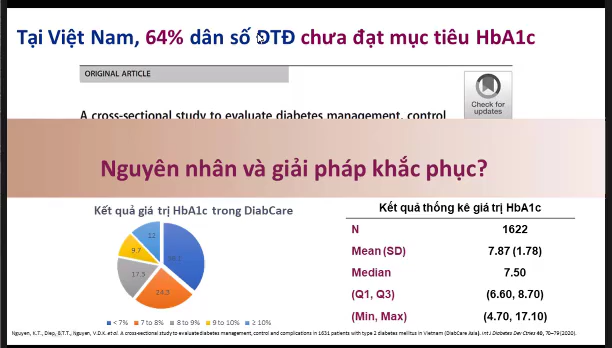 Tại Việt Nam, 64% dân số ĐTĐ chưa đạt mục tiêu HbA1c
ORIGINAL ARTICLE
Check for
updates
A cross-sectional study to evaluate diabetes management, control
Nguyên nhân và giải pháp khắc phục?
Kết quả giá trị HbA1c trong DiabCare
12
9.7
17.5
24.5
■ < 7% ■ 7 to 8% ■ 8 to 9% ■ 9 to 10% ■ ≥ 10%
Kết quả thống kê giá trị HbA1c
N 1622
Mean (SD) 7.87 (1.78)
Median 7.50
(Q1, Q3) (6.60, 8.70)
(Min, Max) (4.70, 17.10)
Nguyen, K.T., Diep, B.T.T., Nguyen, V.D.K. et al. A cross-sectional study to evaluate diabetes management, control and complications in 1631 patients with type 2 diabetes mellitus in Vietnam (DiabCare Asia). Int J Diabetes Dev Ctries 40, 70–79 (2020).